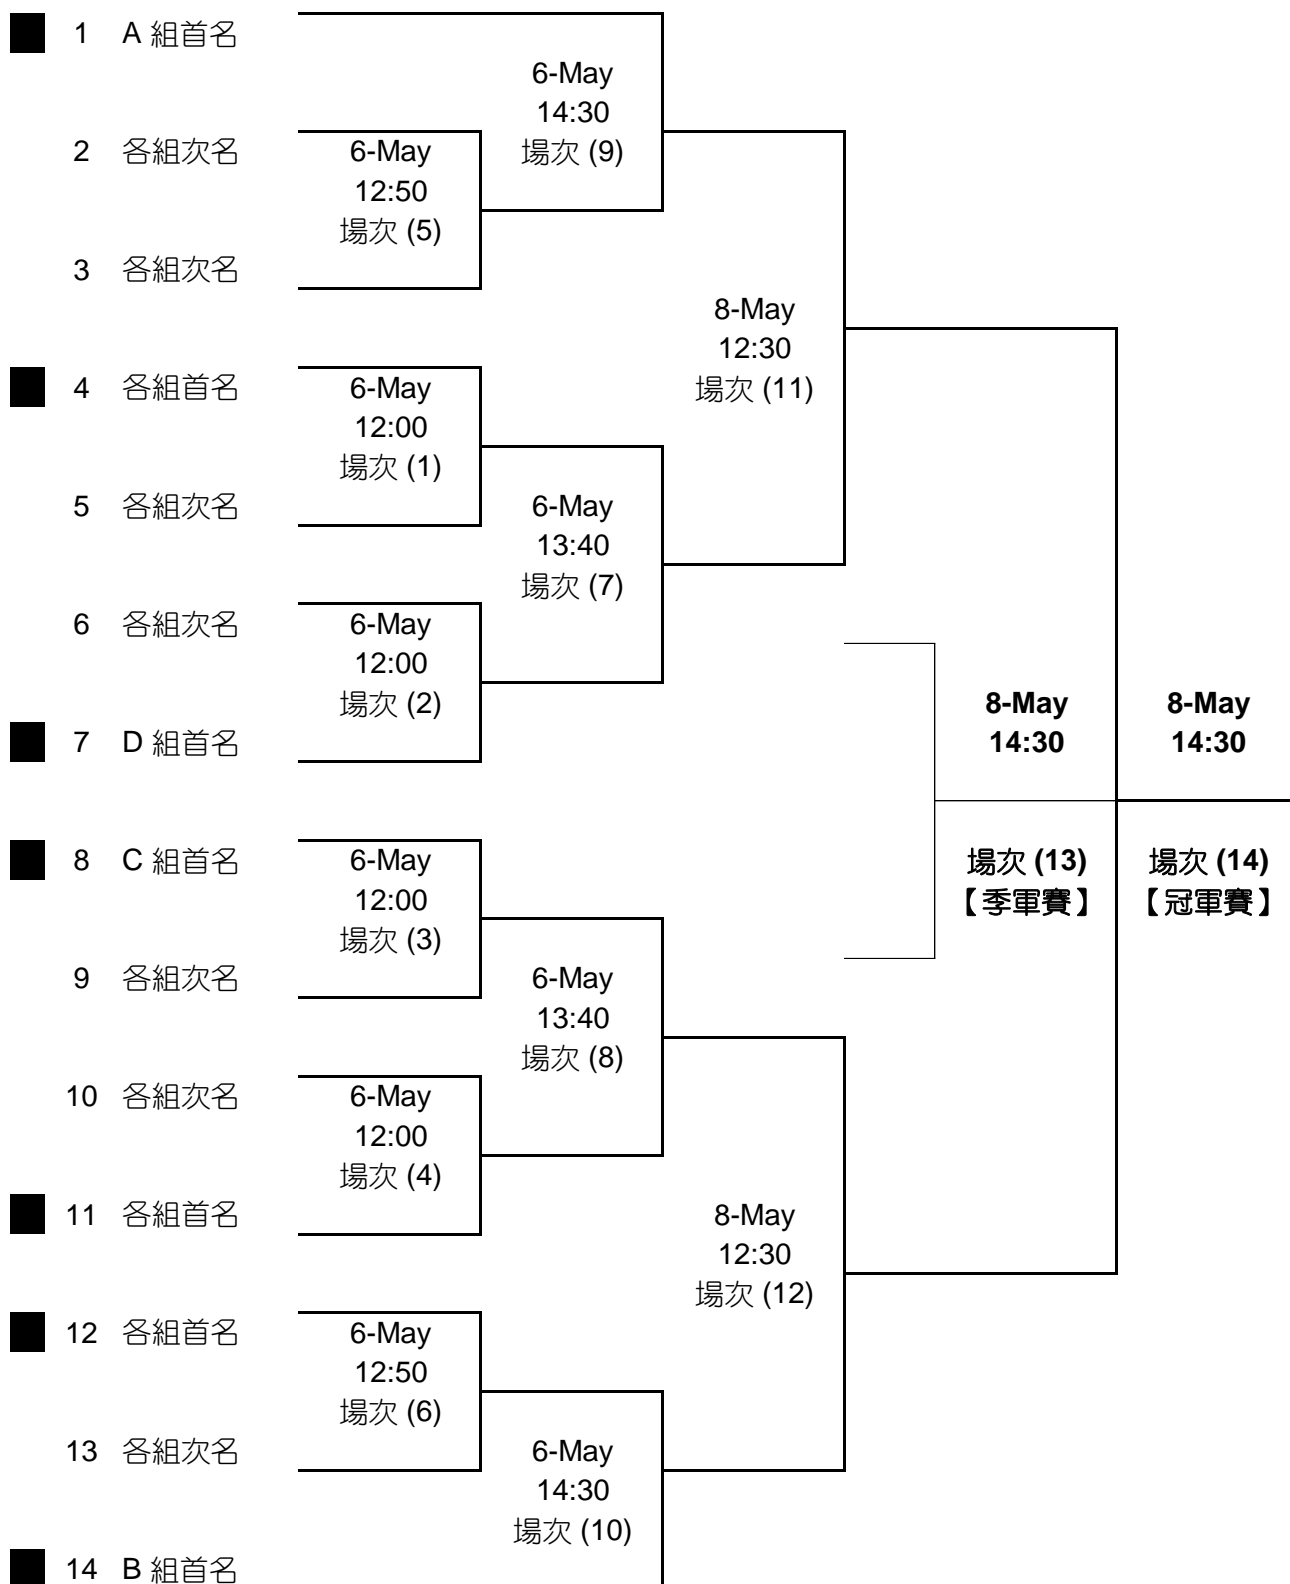 1 A 組首名
6-May
14:30
場次 (9)
2 各組次名
6-May
12:50
場次 (5)
3 各組次名
8-May
12:30
場次 (11)
4 各組首名
6-May
12:00
場次 (1)
5 各組次名
6-May
13:40
場次 (7)
6 各組次名
6-May
12:00
場次 (2)
7 D 組首名
8-May
14:30
8-May
14:30
8 C 組首名
6-May
12:00
場次 (3)
場次 (13)
【季軍賽】
場次 (14)
【冠軍賽】
9 各組次名
6-May
13:40
場次 (8)
10 各組次名
6-May
12:00
場次 (4)
11 各組首名
8-May
12:30
場次 (12)
12 各組首名
6-May
12:50
場次 (6)
13 各組次名
6-May
14:30
場次 (10)
14 B 組首名